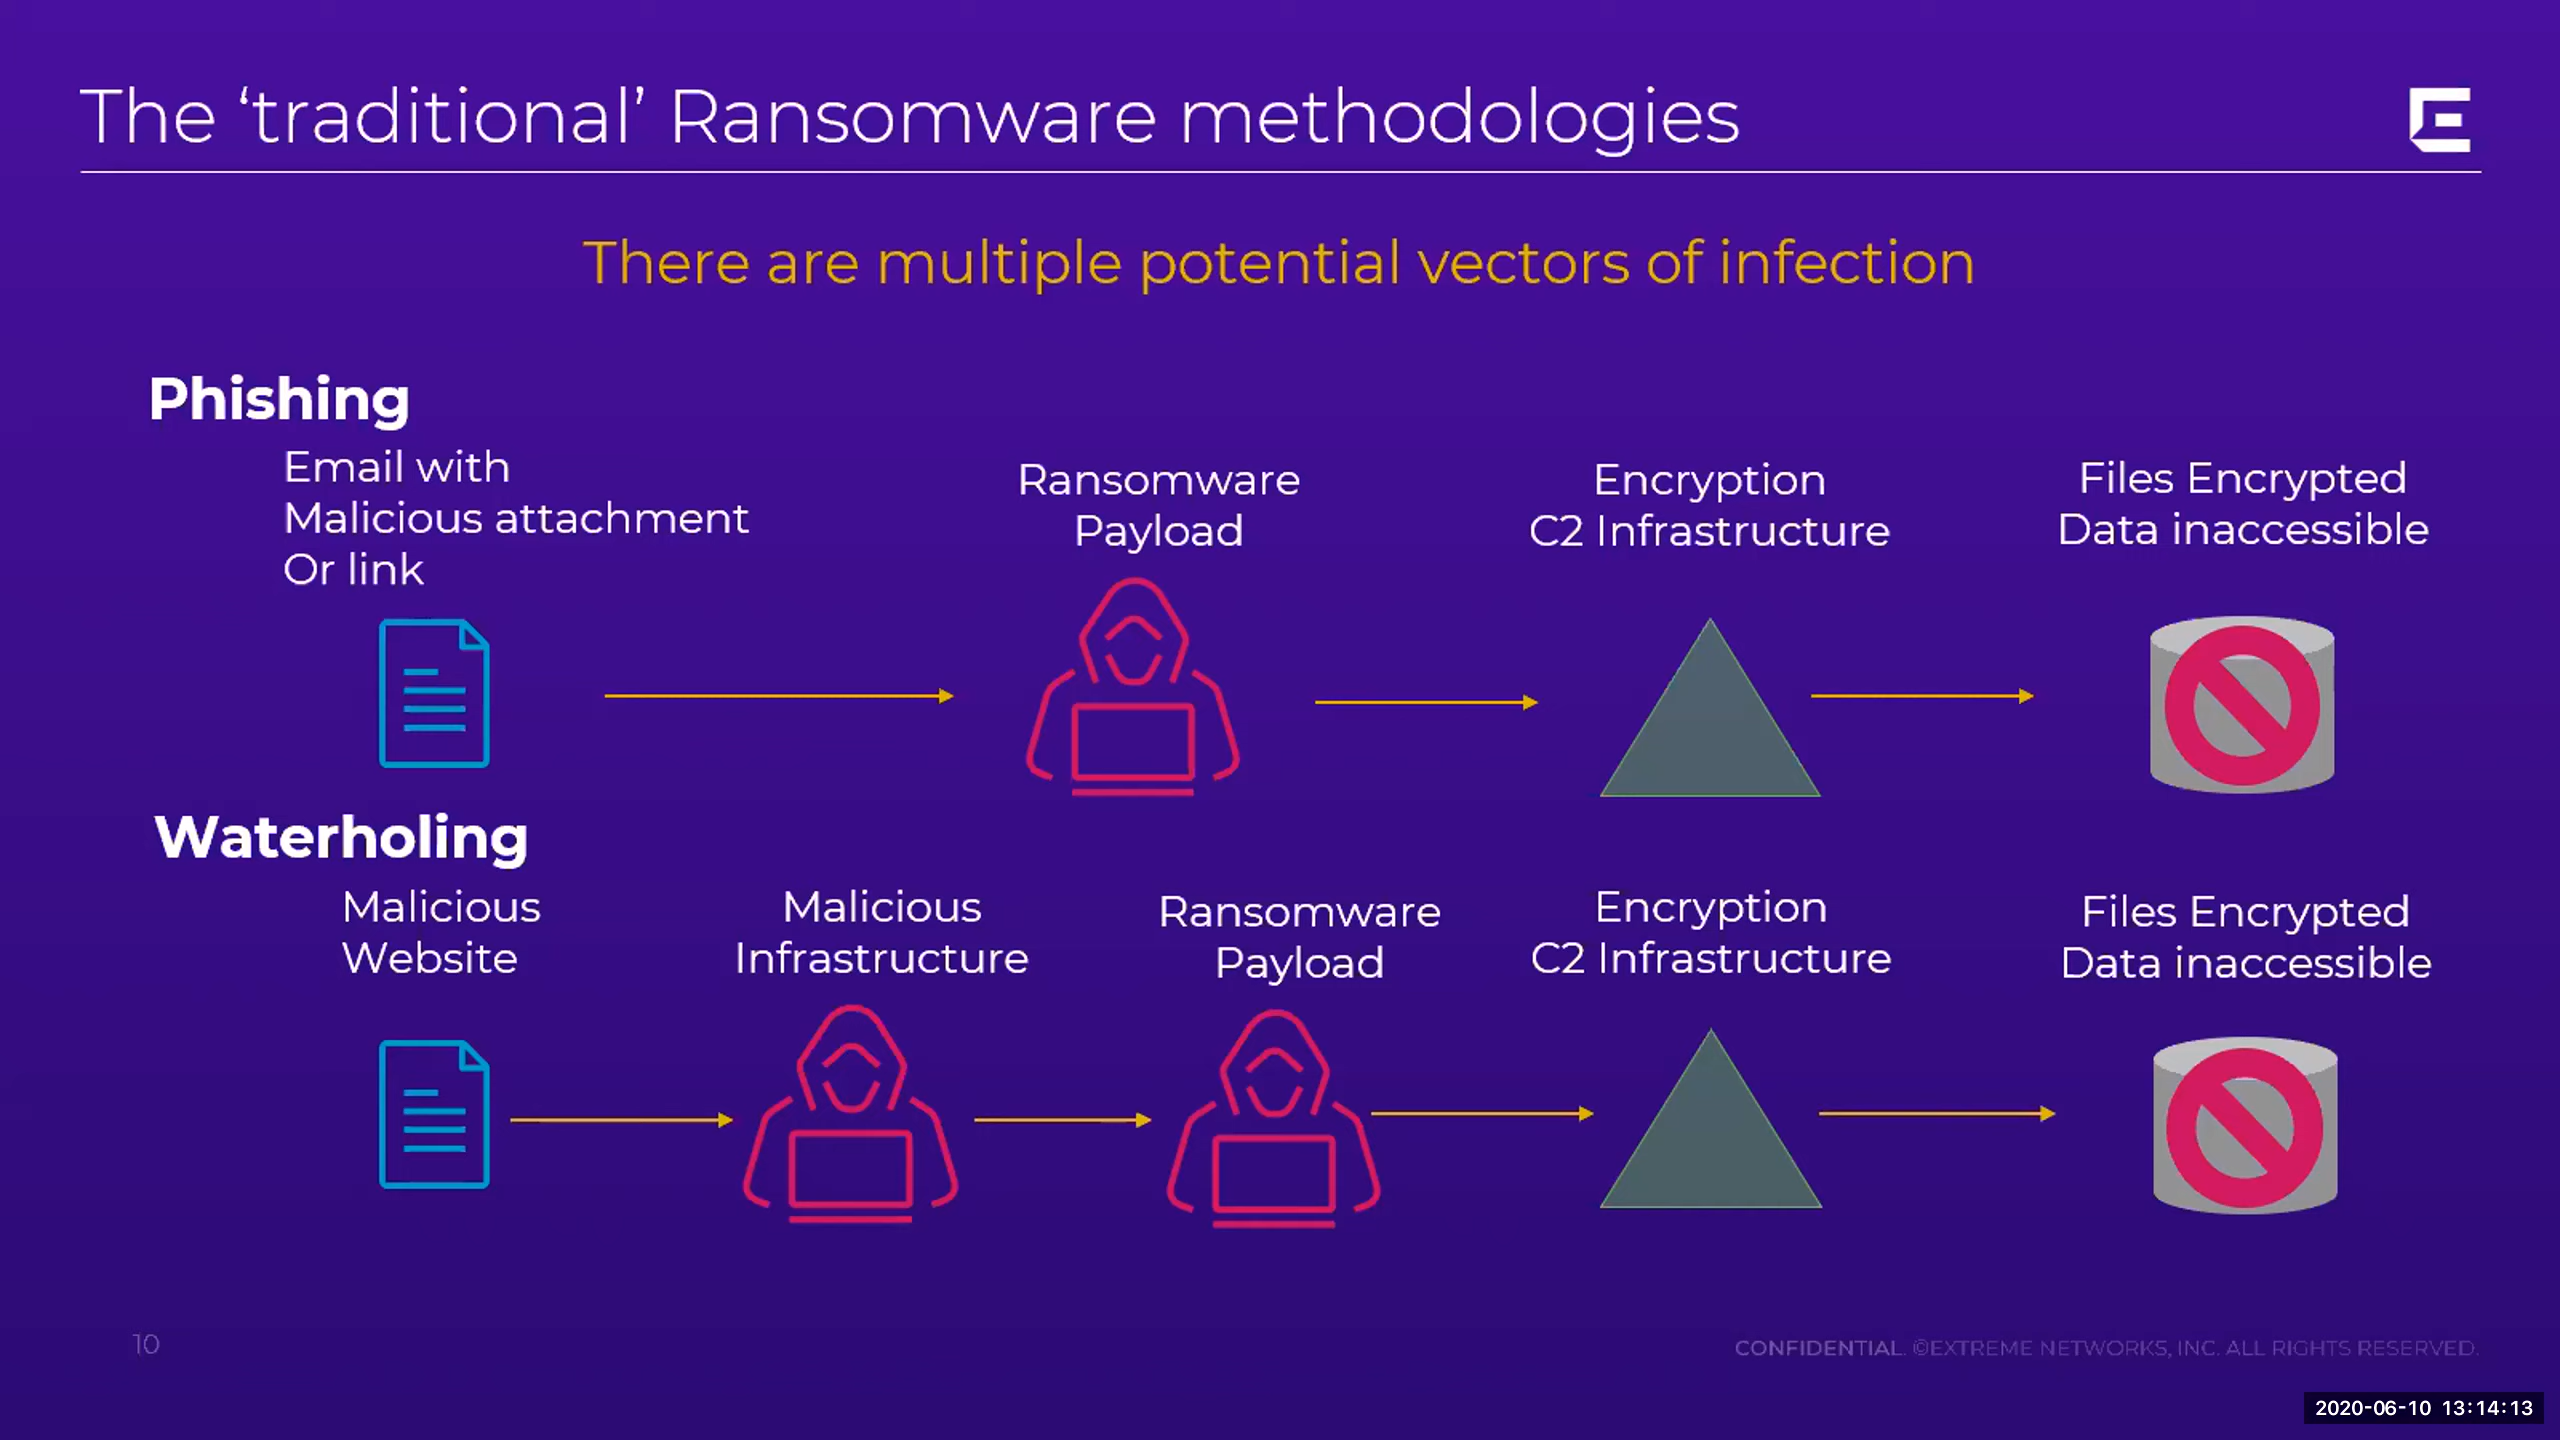 The ‘traditional’ Ransomware methodologies
There are multiple potential vectors of infection
Phishing
Email with
Malicious attachment
Or link
Ransomware
Payload
Encryption
C2 Infrastructure
Files Encrypted
Data inaccessible
Waterholing
Malicious
Website
Malicious
Infrastructure
Ransomware
Payload
Encryption
C2 Infrastructure
Files Encrypted
Data inaccessible
10
CONFIDENTIAL. ©EXTREME NETWORKS, INC. ALL RIGHTS RESERVED.
2020-06-10 13:14:13